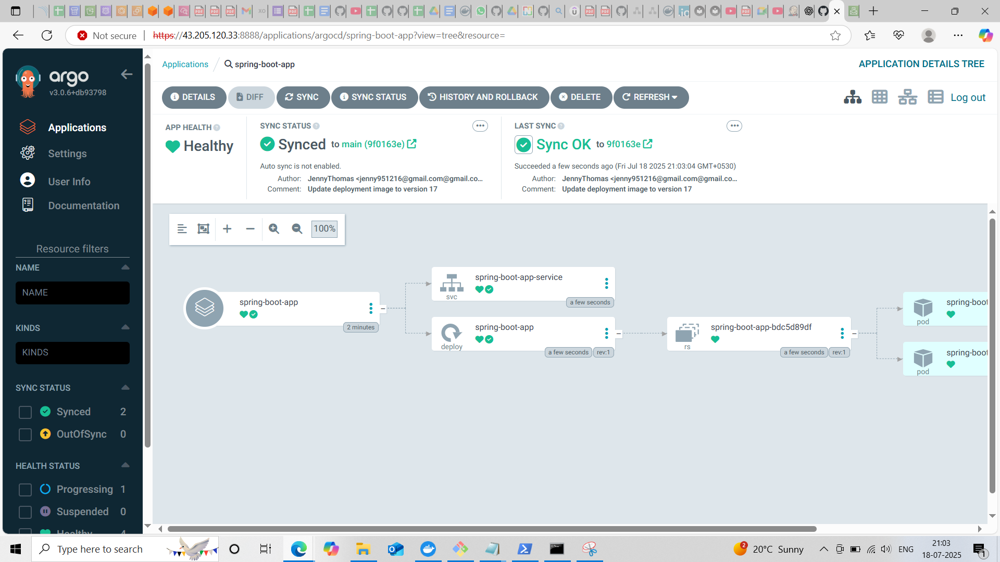 Not secure
https://43.205.120.33:8888/applications/argocd/spring-boot-app?view=tree&resource=
argo
v3.0.6+db93798
Applications
Settings
User Info
Documentation
Resource filters
NAME
NAME
KINDS
KINDS
SYNC STATUS
Synced 2
OutOfSync 0
HEALTH STATUS
Progressing 1
Suspended 0
Healthy 4
Applications / spring-boot-app
APPLICATION DETAILS TREE
DETAILS DIFF SYNC SYNC STATUS HISTORY AND ROLLBACK DELETE REFRESH
Log out
APP HEALTH
Healthy
SYNC STATUS
Synced to main (9f0163e)
Auto sync is not enabled.
Author: JennyThomas <jenny951216@gmail.com@gmail.co...
Comment: Update deployment image to version 17
LAST SYNC
Sync OK to 9f0163e
Succeeded a few seconds ago (Fri Jul 18 2025 21:03:04 GMT+0530)
Author: JennyThomas <jenny951216@gmail.com@gmail.co...
Comment: Update deployment image to version 17
100%
spring-boot-app
2 minutes
spring-boot-app-service
svc
a few seconds
spring-boot-app
deploy
a few seconds rev:1
spring-boot-app-bdc5d89df
rs
a few seconds rev:1
spring-boot
pod
spring-boot
pod
Type here to search
2
20°C Sunny
ENG
21:03
18-07-2025
1